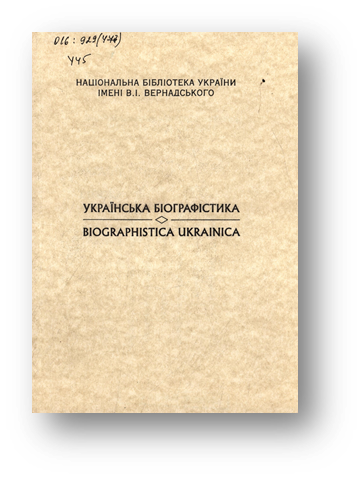 016 : 929(477)
У45
НАЦІОНАЛЬНА БІБЛІОТЕКА УКРАЇНИ
ІМЕНІ В.І. ВЕРНАДСЬКОГО
УКРАЇНСЬКА БІОГРАФІСТИКА
BIOGRAPHISTICA UKRAINICA